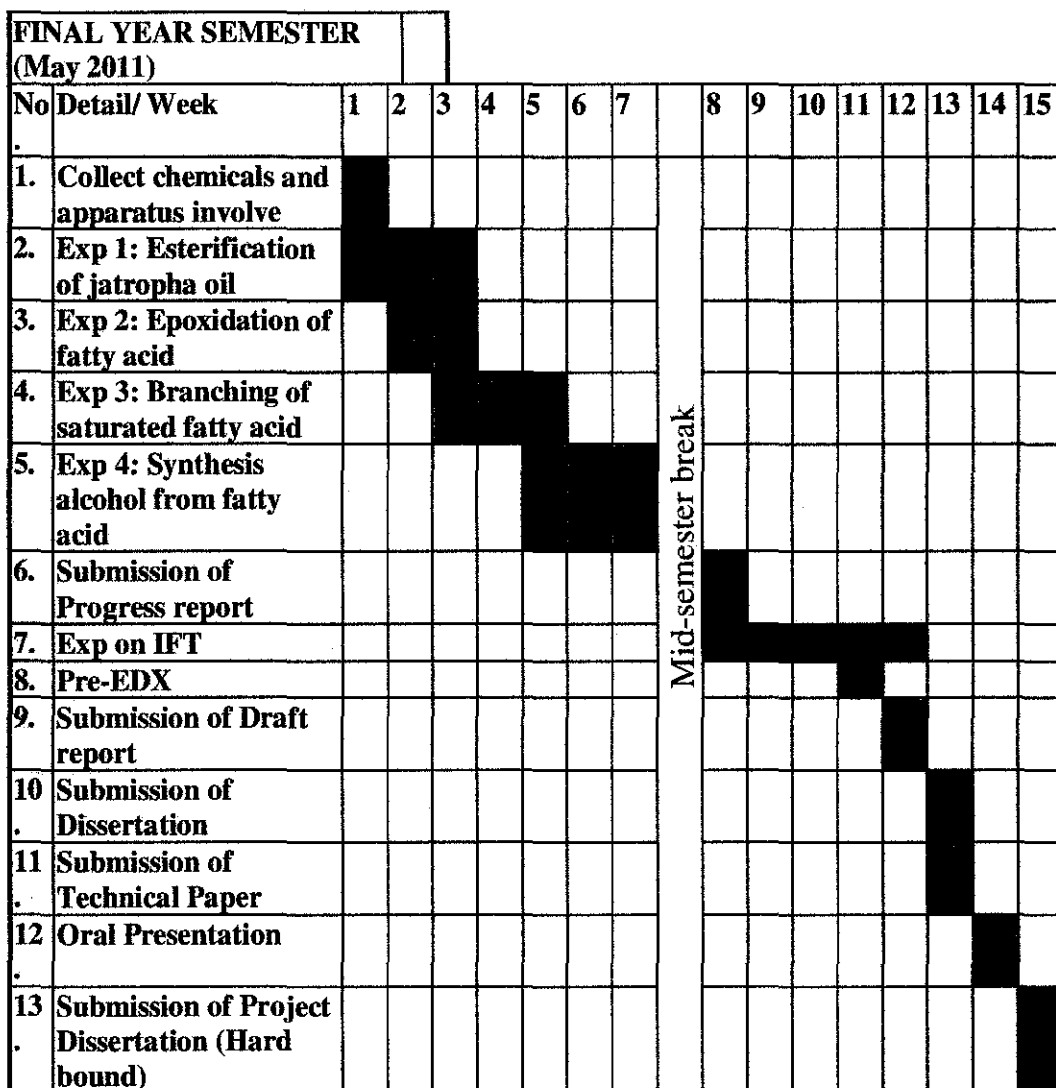 FINAL YEAR SEMESTER
(May 2011)
No Detail/ Week 1 2 3 4 5 6 7 8 9 10 11 12 13 14 15
.
1. Collect chemicals and
apparatus involve
2. Exp 1: Esterification
of jatropha oil
3. Exp 2: Epoxidation of
fatty acid
4. Exp 3: Branching of
saturated fatty acid
5. Exp 4: Synthesis
alcohol from fatty
acid
Mid-semester break
6. Submission of
Progress report
7. Exp on IFT
8. Pre-EDX
9. Submission of Draft
report
10 Submission of
. Dissertation
11 Submission of
. Technical Paper
12 Oral Presentation
.
13 Submission of Project
. Dissertation (Hard
bound)